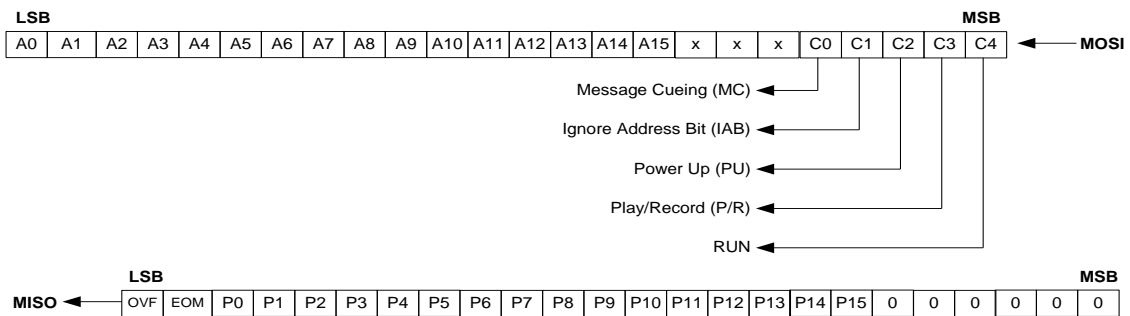 LSB MSB
A0 A1 A2 A3 A4 A5 A6 A7 A8 A9 A10 A11 A12 A13 A14 A15 x x x C0 C1 C2 C3 C4 MOSI
Message Cueing (MC)
Ignore Address Bit (IAB)
Power Up (PU)
Play/Record (P/R)
RUN
LSB MSB
MISO OVF EOM P0 P1 P2 P3 P4 P5 P6 P7 P8 P9 P10 P11 P12 P13 P14 P15 0 0 0 0 0 0